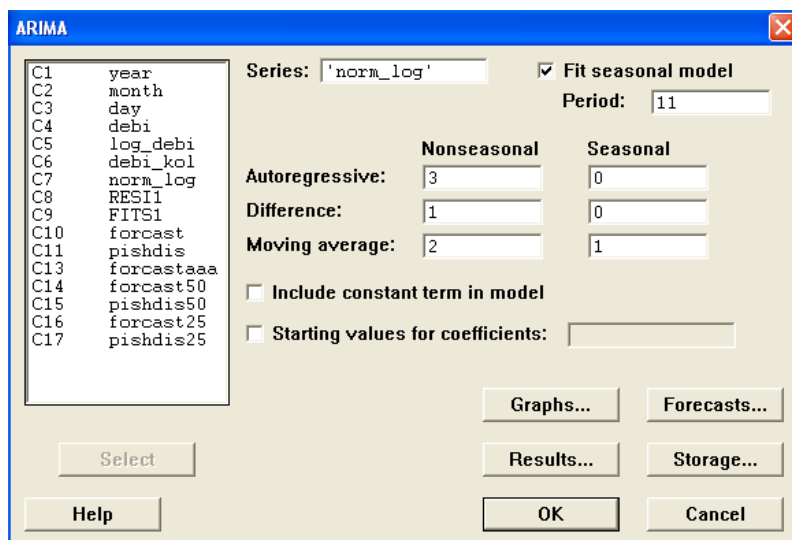 ARIMA
C1 year
C2 month
C3 day
C4 debi
C5 log_debi
C6 debi_kol
C7 norm_log
C8 RESI1
C9 FITS1
C10 forcast
C11 pishdis
C13 forcastaaa
C14 forcast50
C15 pishdis50
C16 forcast25
C17 pishdis25
Series: 'norm_log'
Fit seasonal model
Period: 11
Nonseasonal Seasonal
Autoregressive: 3 0
Difference: 1 0
Moving average: 2 1
Include constant term in model
Starting values for coefficients:
Graphs... Forecasts...
Select Results... Storage...
Help OK Cancel